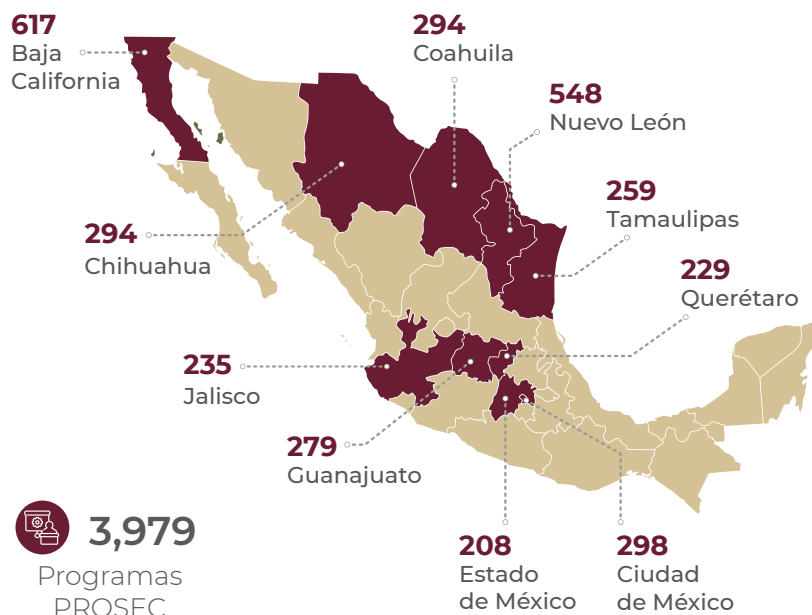 617
Baja
California
294
Coahuila
548
Nuevo León
259
Tamaulipas
294
Chihuahua
229
Querétaro
235
Jalisco
279
Guanajuato
208
Estado
de México
298
Ciudad
de México
3,979
Programas
PROSEC